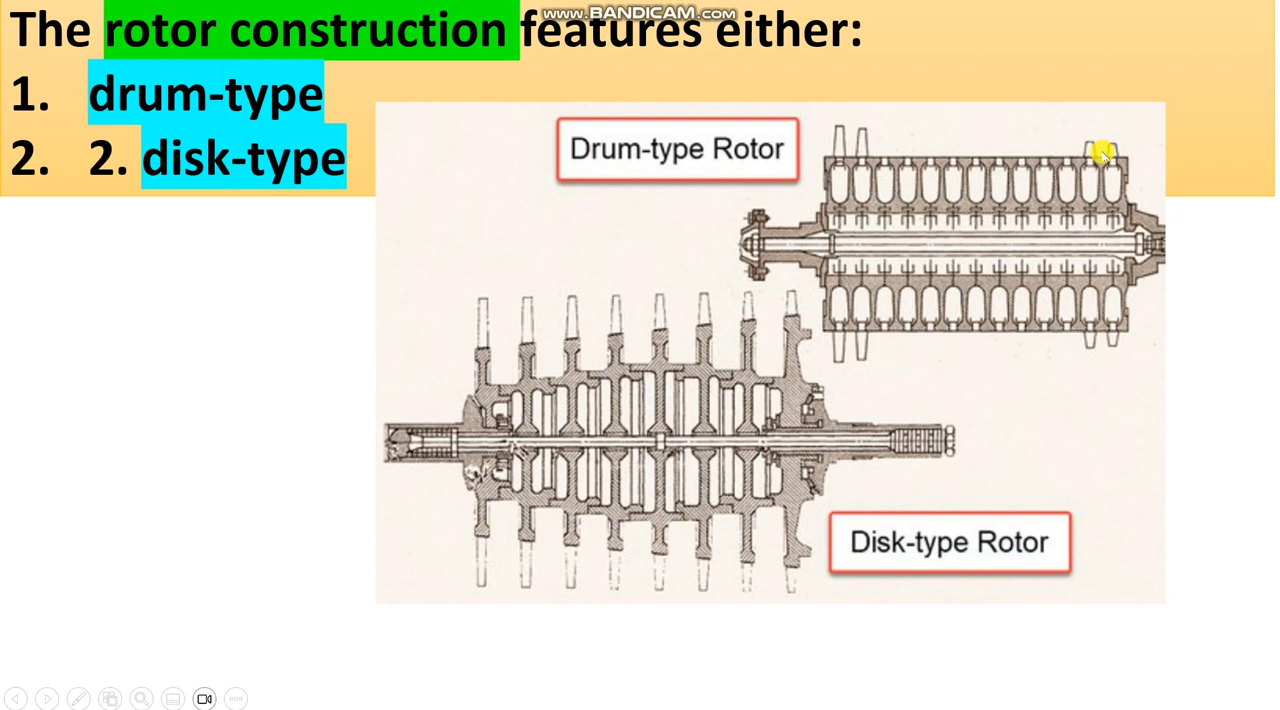 www.BANDICAM.com
The rotor construction features either:
1. drum-type
2. 2. disk-type
Drum-type Rotor
Disk-type Rotor